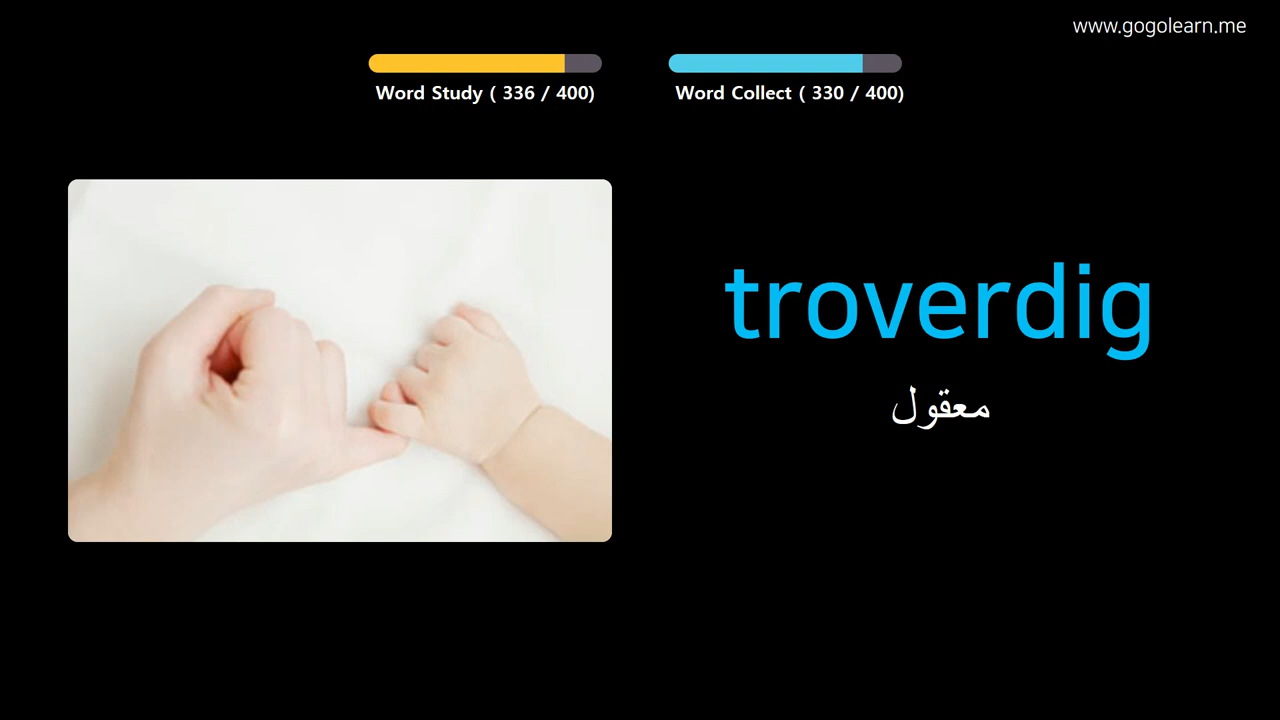 www.gogolearn.me
Word Study ( 336 / 400)
Word Collect ( 330 / 400)
troverdig
معقول